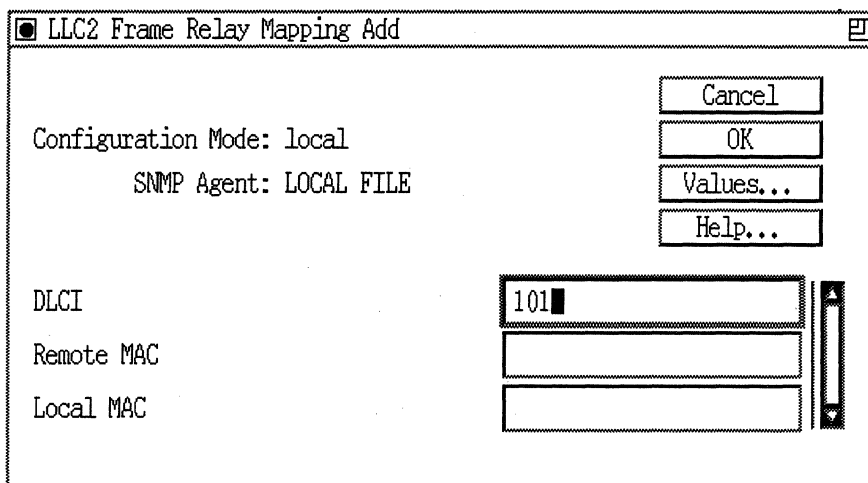 LLC2 Frame Relay Mapping Add
Cancel
Configuration Mode: local
OK
SNMP Agent: LOCAL FILE
Values...
Help...
DLCI
101
Remote MAC
Local MAC